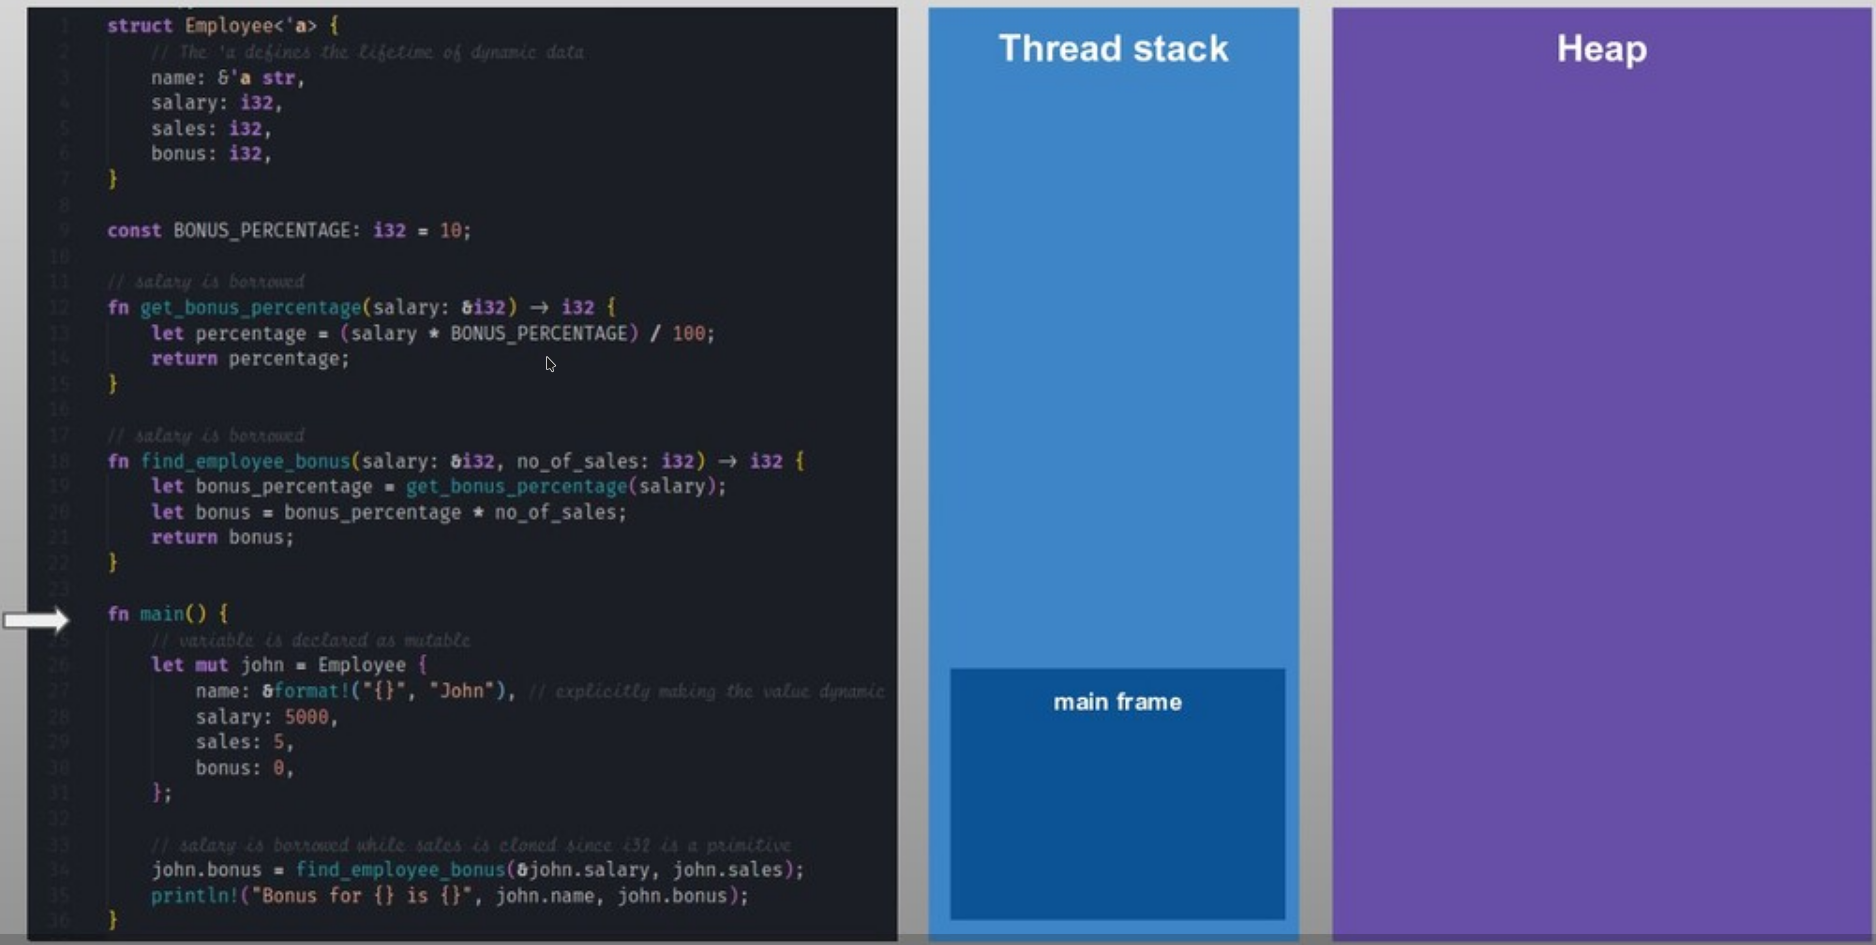 1 struct Employee<'a> {
2 // The 'a defines the lifetime of dynamic data
3 name: &'a str,
4 salary: i32,
5 sales: i32,
6 bonus: i32,
7 }
8
9 const BONUS_PERCENTAGE: i32 = 10;
10
11 // salary is borrowed
12 fn get_bonus_percentage(salary: &i32) → i32 {
13 let percentage = (salary * BONUS_PERCENTAGE) / 100;
14 return percentage;
15 }
16
17 // salary is borrowed
18 fn find_employee_bonus(salary: &i32, no_of_sales: i32) → i32 {
19 let bonus_percentage = get_bonus_percentage(salary);
20 let bonus = bonus_percentage * no_of_sales;
21 return bonus;
22 }
23
fn main() {
25 // variable is declared as mutable
26 let mut john = Employee {
27 name: &format!("{}", "John"), // explicitly making the value dynamic
28 salary: 5000,
29 sales: 5,
30 bonus: 0,
31 };
32
33 // salary is borrowed while sales is cloned since i32 is a primitive
34 john.bonus = find_employee_bonus(&john.salary, john.sales);
35 println!("Bonus for {} is {}", john.name, john.bonus);
36 }
Thread stack
main frame
Heap